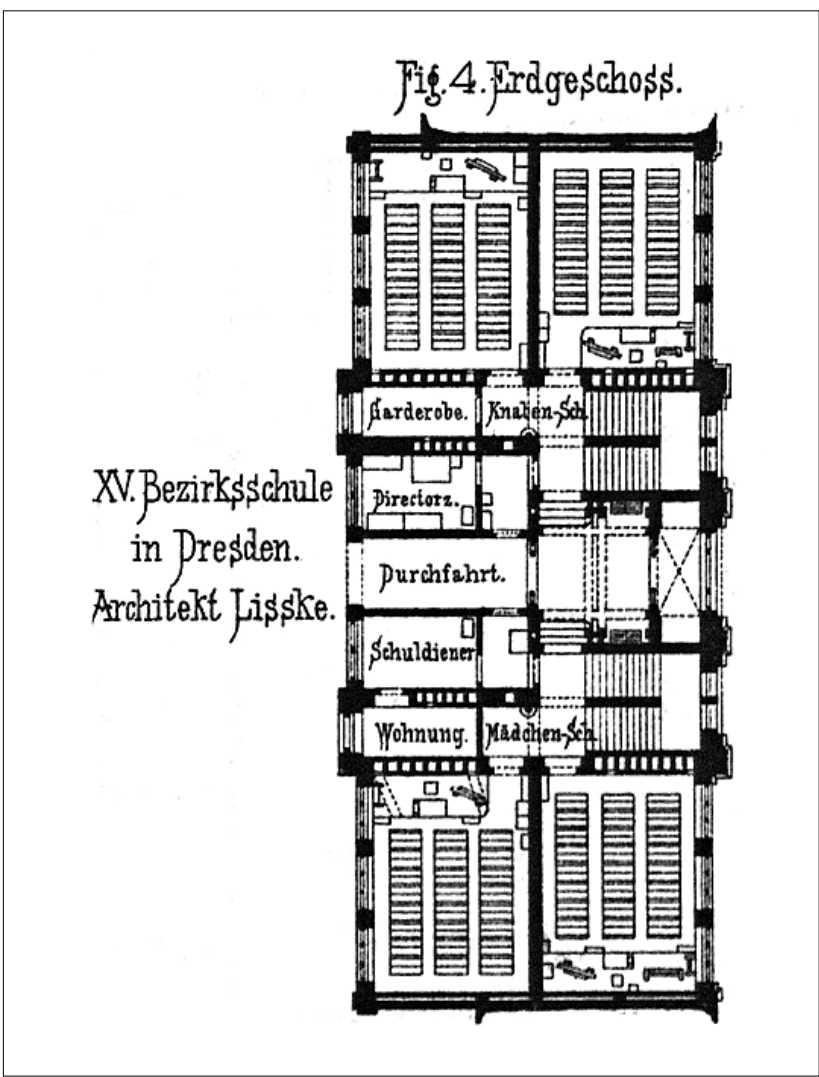 Fig. 4. Erdgeschoss.
XV. Bezirksschule
in Dresden.
Architekt Lisske.
Garderobe.
Knaben-Sch.
Directorz.
Durchfahrt.
Schuldiener
Wohnung.
Mädchen-Sch.